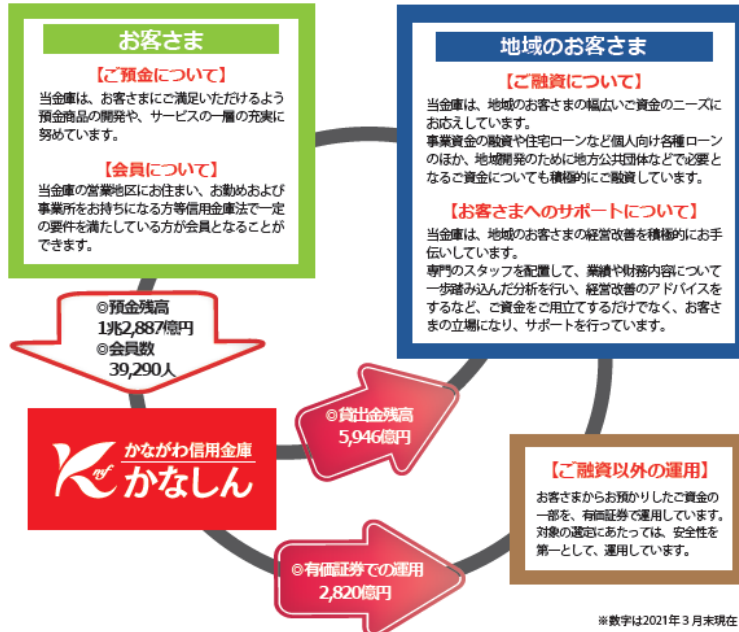 お客さま
【ご預金について】
当金庫は、お客さまにご満足いただけるよう
預金商品の開発や、サービスの一層の充実に
努めています。
【会員について】
当金庫の営業地区にお住まい、お勤めおよび
事業所をお持ちになる方等信用金庫法で一定
の要件を満たしている方が会員となることが
できます。
地域のお客さま
【ご融資について】
当金庫は、地域のお客さまの幅広いご資金のニーズに
お応えしています。
事業資金の融資や住宅ローンなど個人向け各種ローン
のほか、地域開発のために地方公共団体などで必要と
なるご資金についても積極的にご融資しています。
【お客さまへのサポートについて】
当金庫は、地域のお客さまの経営改善を積極的にお手
伝いしています。
専門のスタッフを配置して、業績や財務内容について
一歩踏み込んだ分析を行い、経営改善のアドバイスを
するなど、ご資金をご用立てするだけでなく、お客さ
まの立場になり、サポートを行っています。
◎預金残高
1兆2,887億円
◎会員数
39,290人
◎貸出金残高
5,946億円
かながわ信用金庫
かなしん
【ご融資以外の運用】
お客さまからお預かりしたご資金の
一部を、有価証券で運用しています。
対象の選定にあたっては、安全性を
第一として、運用しています。
◎有価証券での運用
2,820億円
※数字は2021年3月末現在